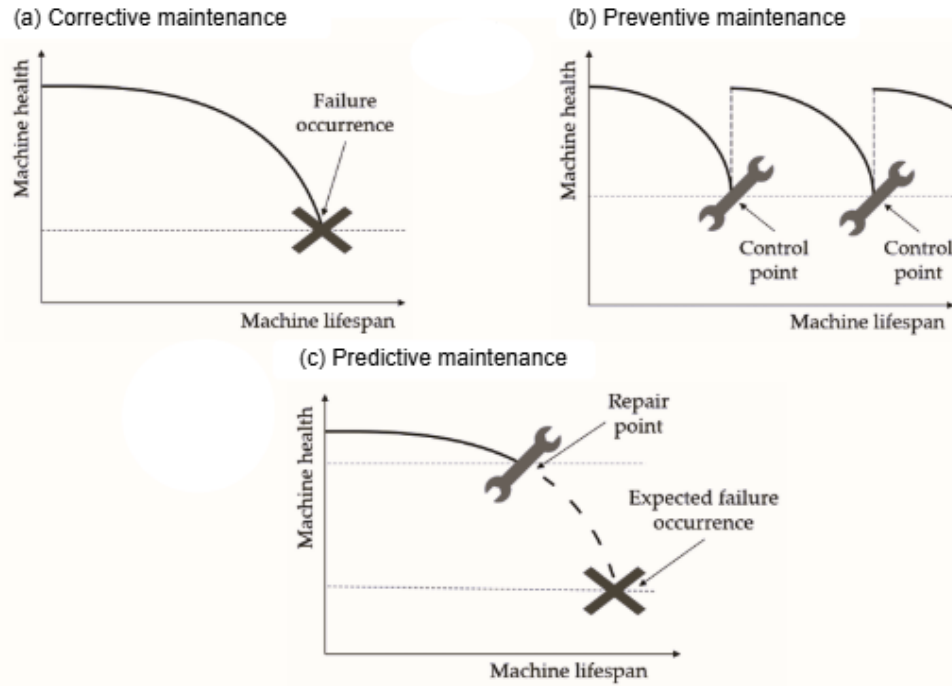 (a) Corrective maintenance
Machine health
Failure
occurrence
Machine lifespan
(b) Preventive maintenance
Machine health
Control
point
Control
point
Machine lifespan
(c) Predictive maintenance
Machine health
Repair
point
Expected failure
occurrence
Machine lifespan